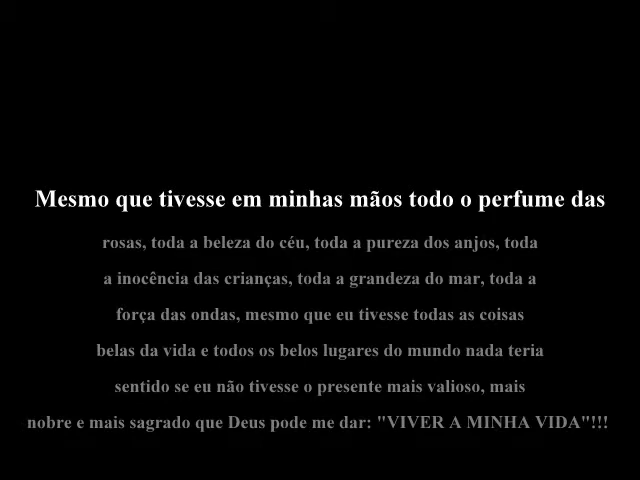 Mesmo que tivesse em minhas mãos todo o perfume das
rosas, toda a beleza do céu, toda a pureza dos anjos, toda
a inocência das crianças, toda a grandeza do mar, toda a
força das ondas, mesmo que eu tivesse todas as coisas
belas da vida e todos os belos lugares do mundo nada teria
sentido se eu não tivesse o presente mais valioso, mais
nobre e mais sagrado que Deus pode me dar: "VIVER A MINHA VIDA"!!!